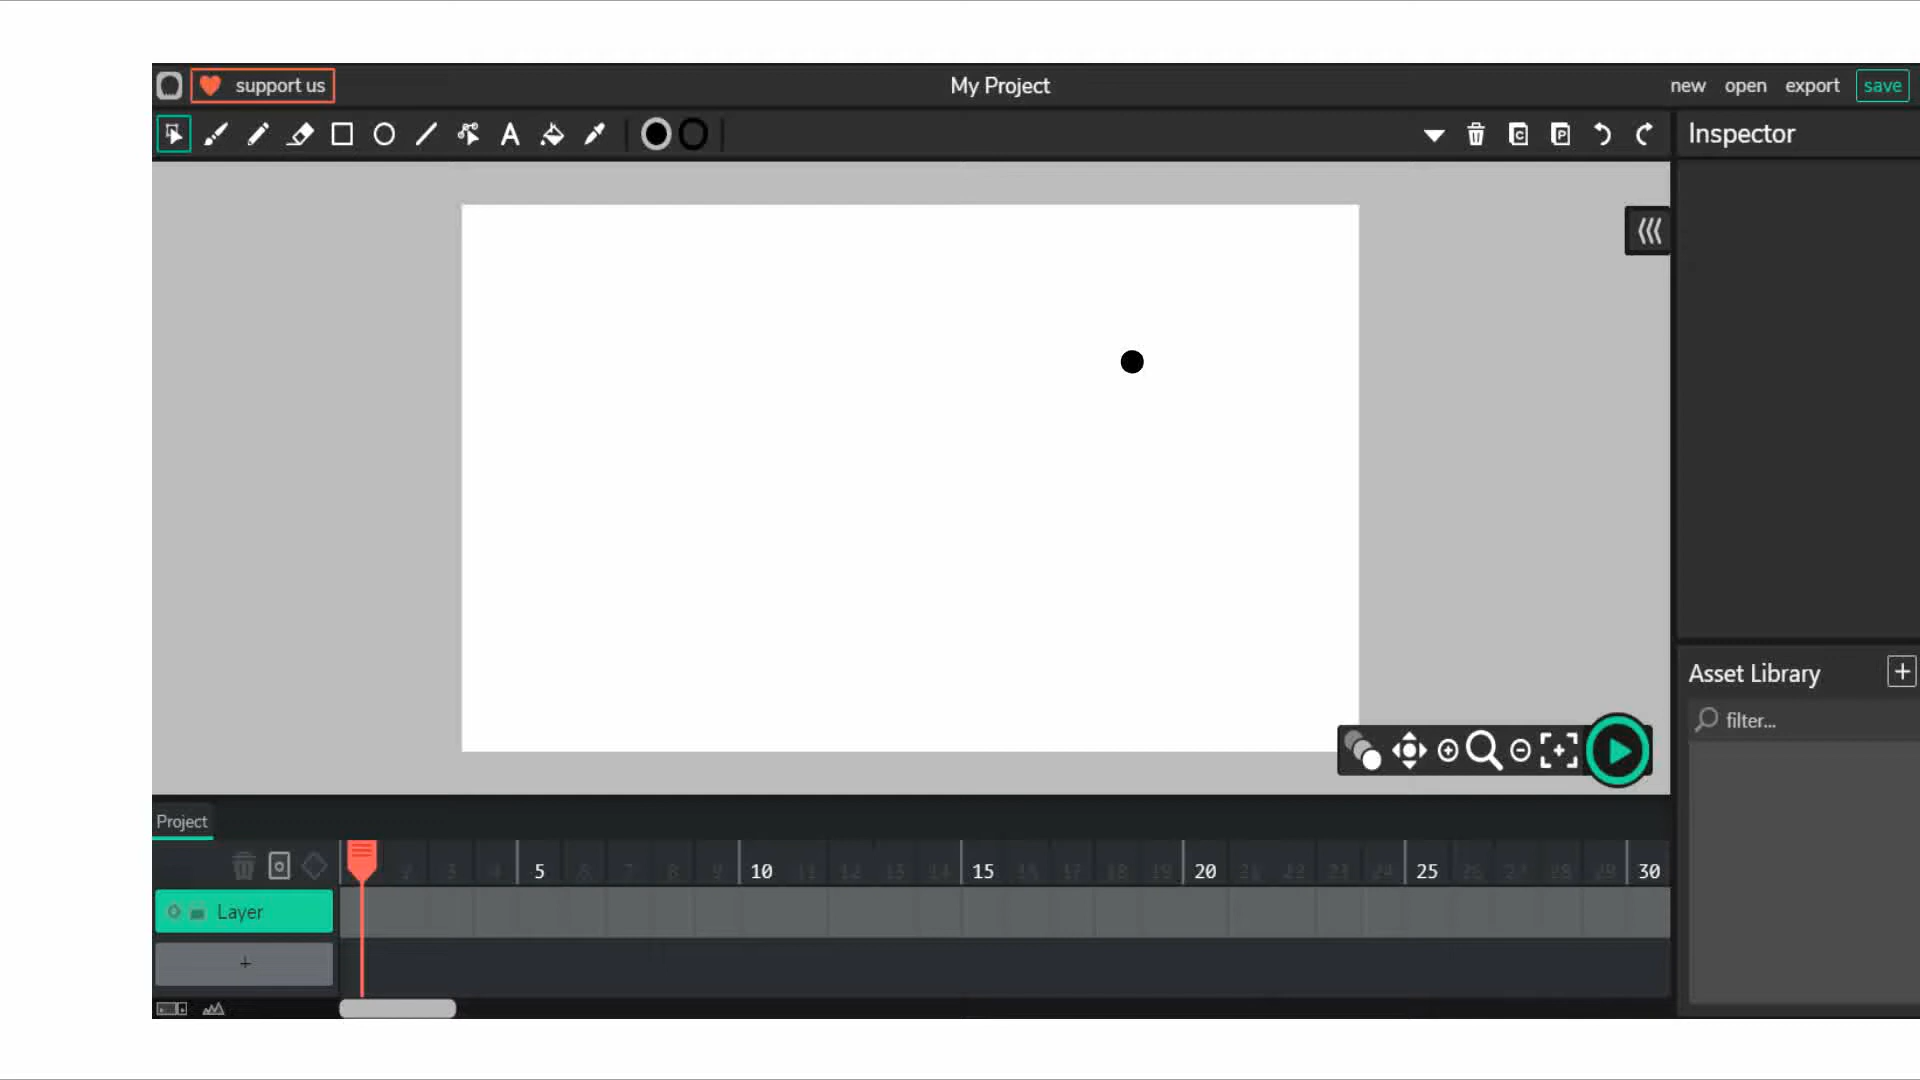 support us
My Project
new open export save
Inspector
Asset Library
filter...
Project
5 10 15 20 25 30
Layer